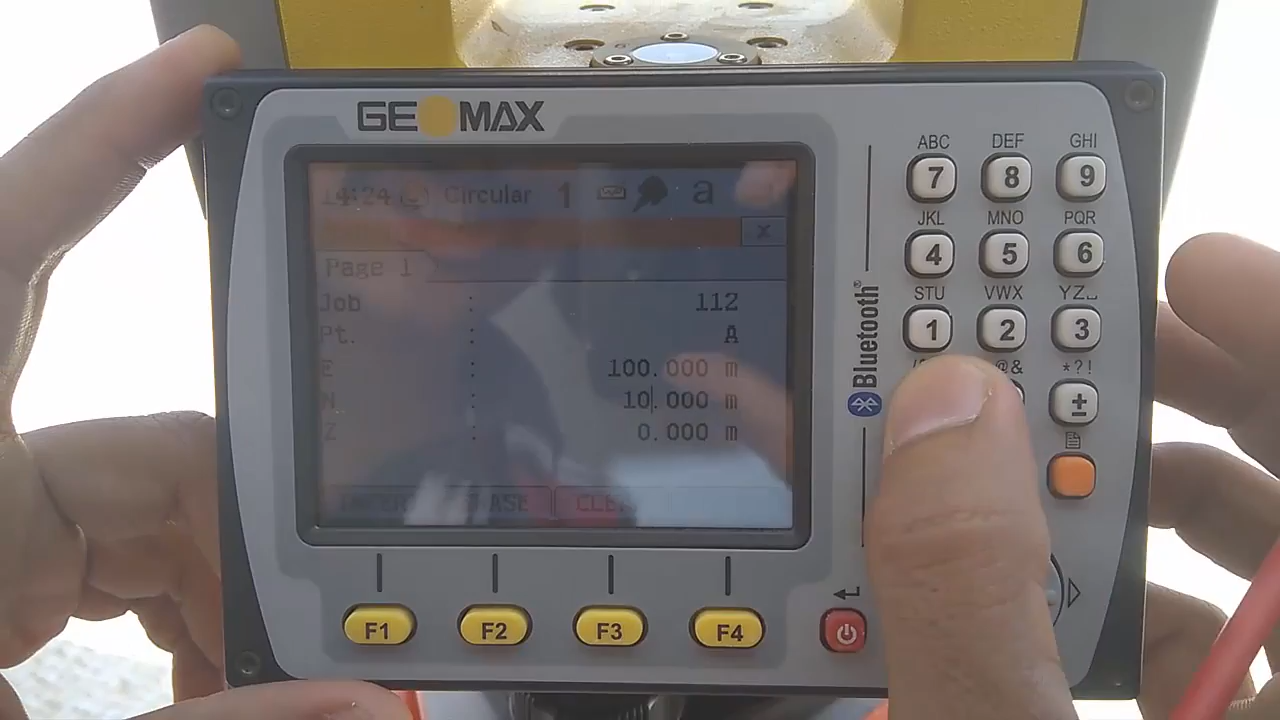 GEOMAX
14:24 Circular 1 a
X
Page 1
Job : 112
Pt. : A
E : 100.000 m
N : 10.000 m
Z : 0.000 m
F1 F2 F3 F4
Bluetooth®
ABC DEF GHI
7 8 9
JKL MNO PQR
4 5 6
STU VWX YZ
1 2 3
@& *?!
±